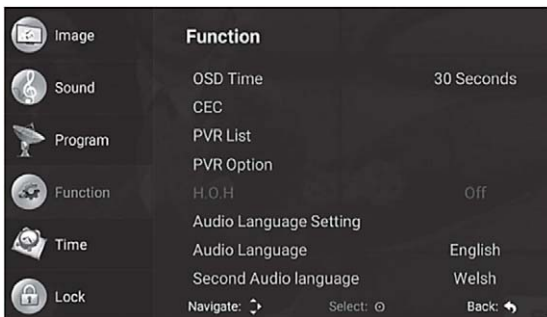 Image
Sound
Program
Function
Time
Lock
Function
OSD Time 30 Seconds
CEC
PVR List
PVR Option
H.O.H Off
Audio Language Setting
Audio Language English
Second Audio language Welsh
Navigate: Select: Back: